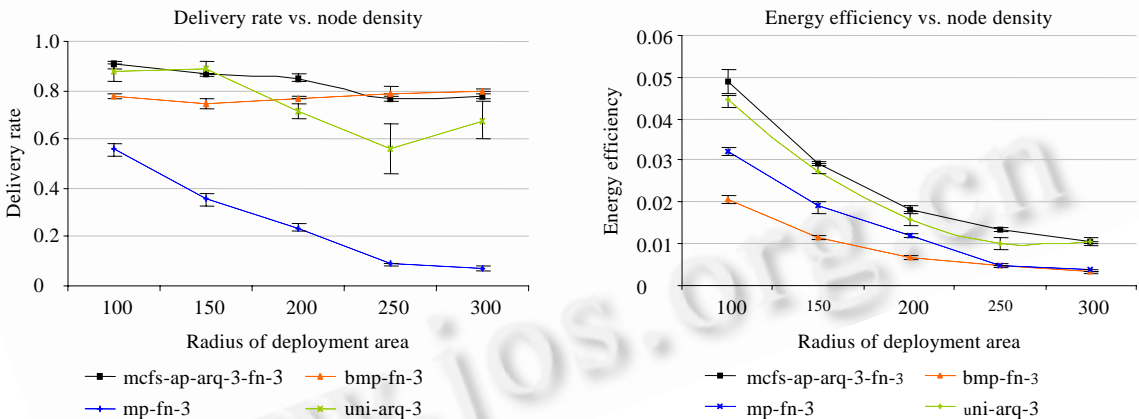 Delivery rate vs. node density
1.0
0.8
0.6
0.4
0.2
0
Delivery rate
100 150 200 250 300
Radius of deployment area
mcfs-ap-arq-3-fn-3 bmp-fn-3
mp-fn-3 uni-arq-3
Energy efficiency vs. node density
0.06
0.05
0.04
0.03
0.02
0.01
0
Energy efficiency
100 150 200 250 300
Radius of deployment area
mcfs-ap-arq-3-fn-3 bmp-fn-3
mp-fn-3 uni-arq-3
.jos.org.cn